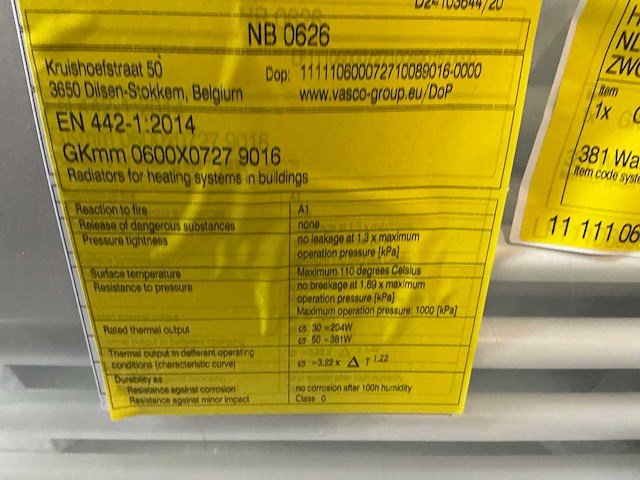 NB 0626
Kruishoefstraat 50
3650 Dilsen-Stokkem, Belgium
Dop: 111110600072710089016-0000
www.vasco-group.eu/DoP
EN 442-1:2014
GKmm 0600X0727 9016
Radiators for heating systems in buildings
Reaction to fire A1
Release of dangerous substances none
Pressure tightness no leakage at 1,3 x maximum
operation pressure [kPa]
Surface temperature Maximum 110 degrees Celsius
Resistance to pressure no breakage at 1.69 x maximum
operation pressure [kPa]
Maximum operation pressure: 1000 [kPa]
Rated thermal output ∅ 30 =204W
∅ 50 =381W
Thermal output in defferent operating
conditions (characteristic curve) ∅ =3.22 x Δ T 1.22
Durability as
Resistance against corrosion no corrosion after 100h humidity
Resistance against minor impact Class 0
Item
1x
381 Wa
Item code syste
11 111 06